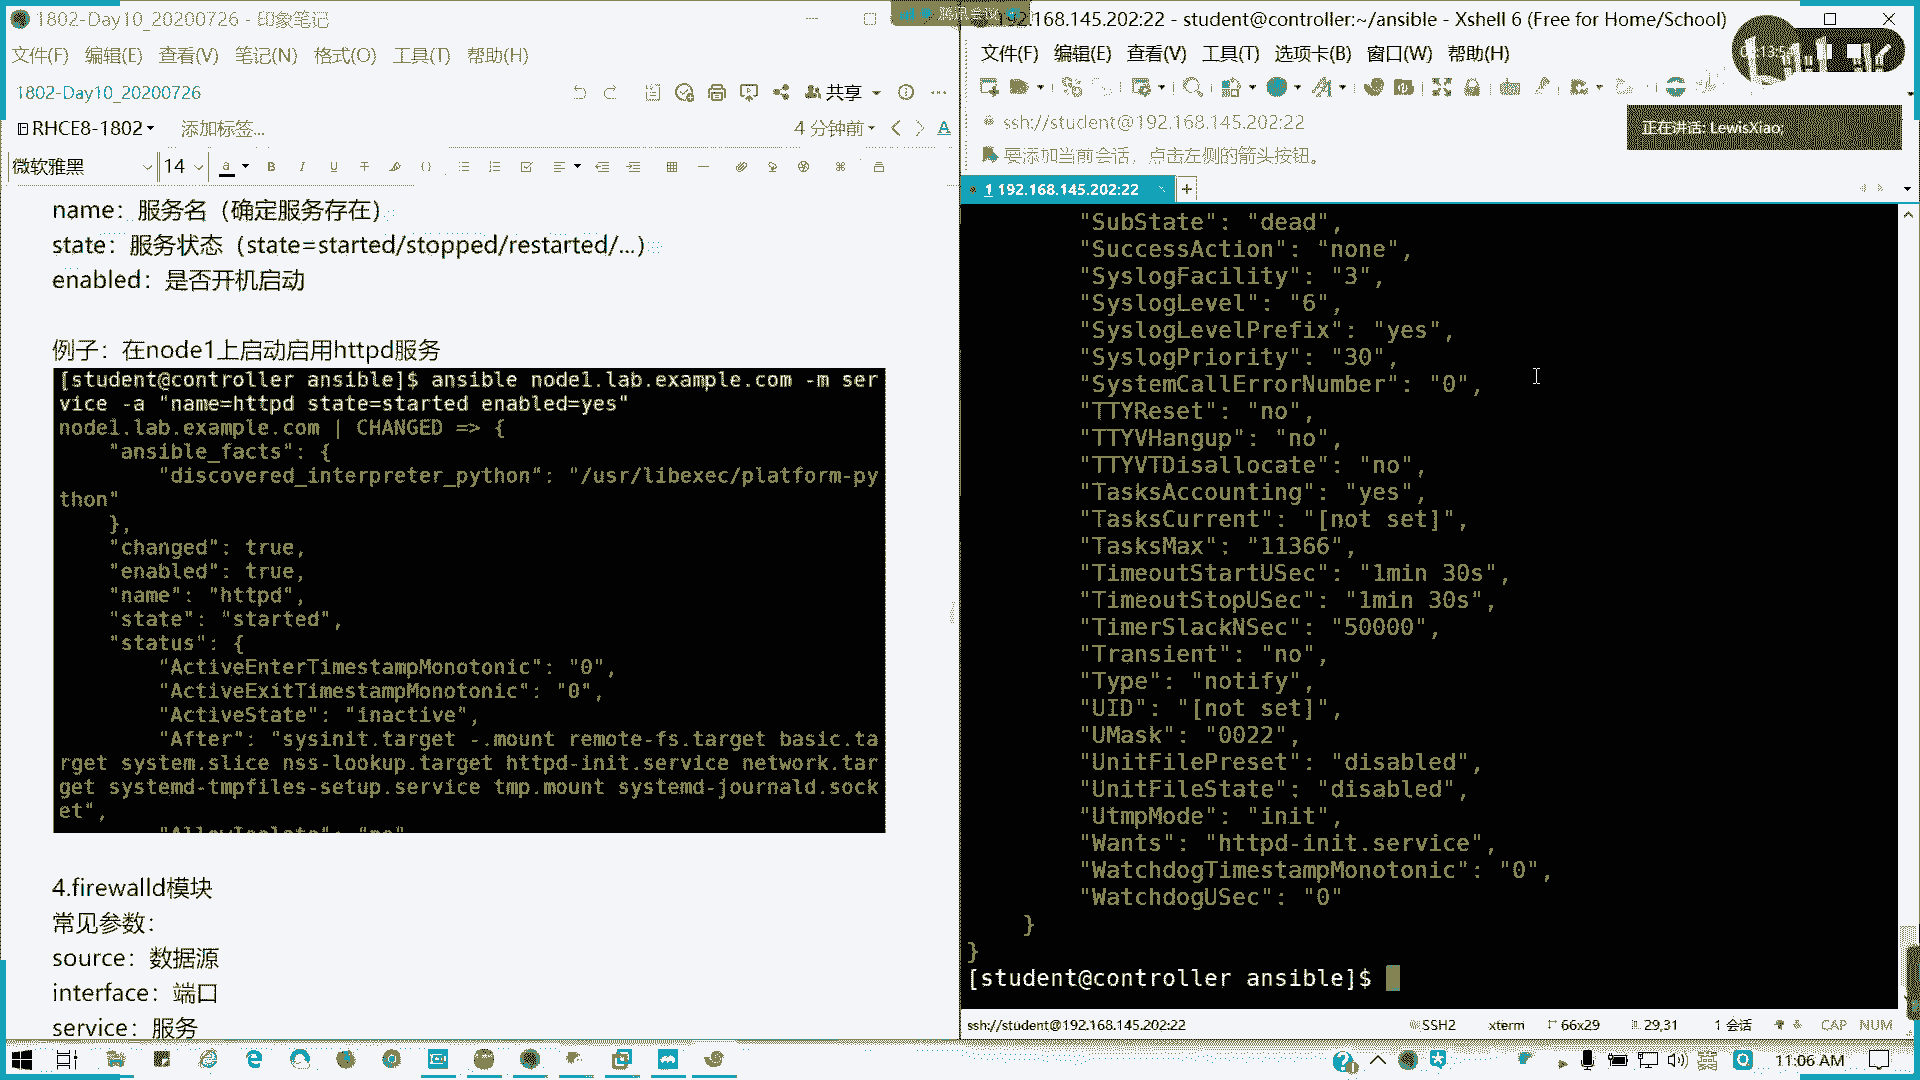 1802-Day10_20200726 - 印象笔记
文件(F) 编辑(E) 查看(V) 笔记(N) 格式(O) 工具(T) 帮助(H)
1802-Day10_20200726
共享
RHCE8-1802
添加标签...
4 分钟前
微软雅黑
14
name：服务名（确定服务存在）
state：服务状态（state=started/stopped/restarted/...）
enabled：是否开机启动
例子：在node1上启动启用httpd服务
[student@controller ansible]$ ansible node1.lab.example.com -m ser
vice -a "name=httpd state=started enabled=yes"
node1.lab.example.com | CHANGED => {
"ansible_facts": {
"discovered_interpreter_python": "/usr/libexec/platform-py
thon"
},
"changed": true,
"enabled": true,
"name": "httpd",
"state": "started",
"status": {
"ActiveEnterTimestampMonotonic": "0",
"ActiveExitTimestampMonotonic": "0",
"ActiveState": "inactive",
"After": "sysinit.target -.mount remote-fs.target basic.ta
rget system.slice nss-lookup.target httpd-init.service network.tar
get systemd-tmpfiles-setup.service tmp.mount systemd-journald.sock
et",
4.firewalld模块
常见参数：
source：数据源
interface：端口
service：服务
腾讯会议
192.168.145.202:22 - student@controller:~/ansible - Xshell 6 (Free for Home/School)
文件(F) 编辑(E) 查看(V) 工具(T) 选项卡(B) 窗口(W) 帮助(H)
ssh://student@192.168.145.202:22
正在讲话: LewisXiao;
要添加当前会话，点击左侧的箭头按钮。
1 192.168.145.202:22
"SubState": "dead",
"SuccessAction": "none",
"SyslogFacility": "3",
"SyslogLevel": "6",
"SyslogLevelPrefix": "yes",
"SyslogPriority": "30",
"SystemCallErrorNumber": "0",
"TTYReset": "no",
"TTYVHangup": "no",
"TTYVTDisallocate": "no",
"TasksAccounting": "yes",
"TasksCurrent": "[not set]",
"TasksMax": "11366",
"TimeoutStartUSec": "1min 30s",
"TimeoutStopUSec": "1min 30s",
"TimerSlackNSec": "50000",
"Transient": "no",
"Type": "notify",
"UID": "[not set]",
"UMask": "0022",
"UnitFilePreset": "disabled",
"UnitFileState": "disabled",
"UtmpMode": "init",
"Wants": "httpd-init.service",
"WatchdogTimestampMonotonic": "0",
"WatchdogUSec": "0"
}
}
[student@controller ansible]$
ssh://student@192.168.145.202:22 SSH2 xterm 66x29 29,31 1 会话 CAP NUM
11:06 AM